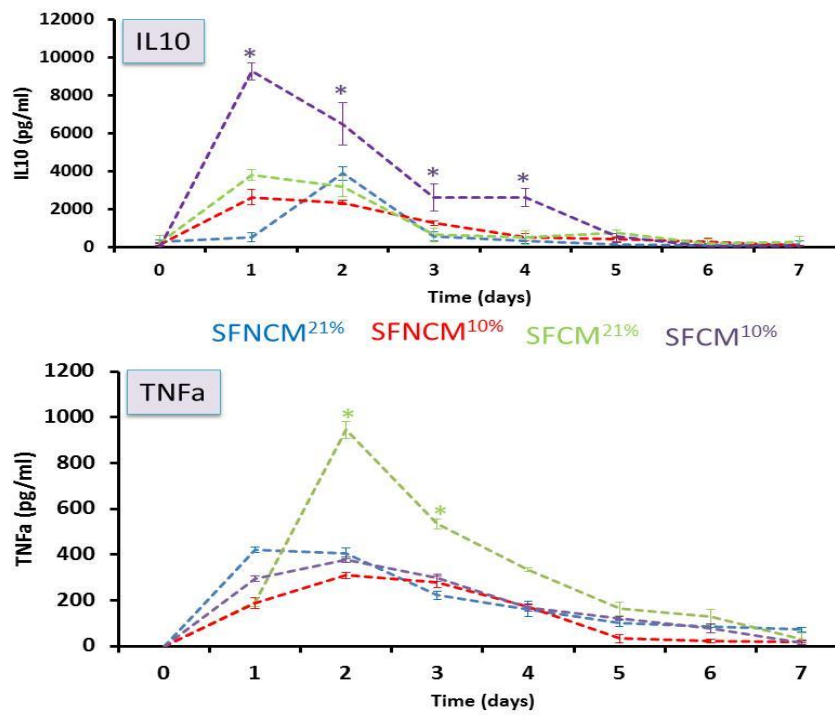 12000
IL10
10000
8000
6000
4000
2000
0
IL10 (pg/ml)
* * * *
0 1 2 3 4 5 6 7
Time (days)
SFNCM21% SFNCM10% SFCM21% SFCM10%
1200
TNFa
1000
800
600
400
200
0
TNFa (pg/ml)
* *
0 1 2 3 4 5 6 7
Time (days)